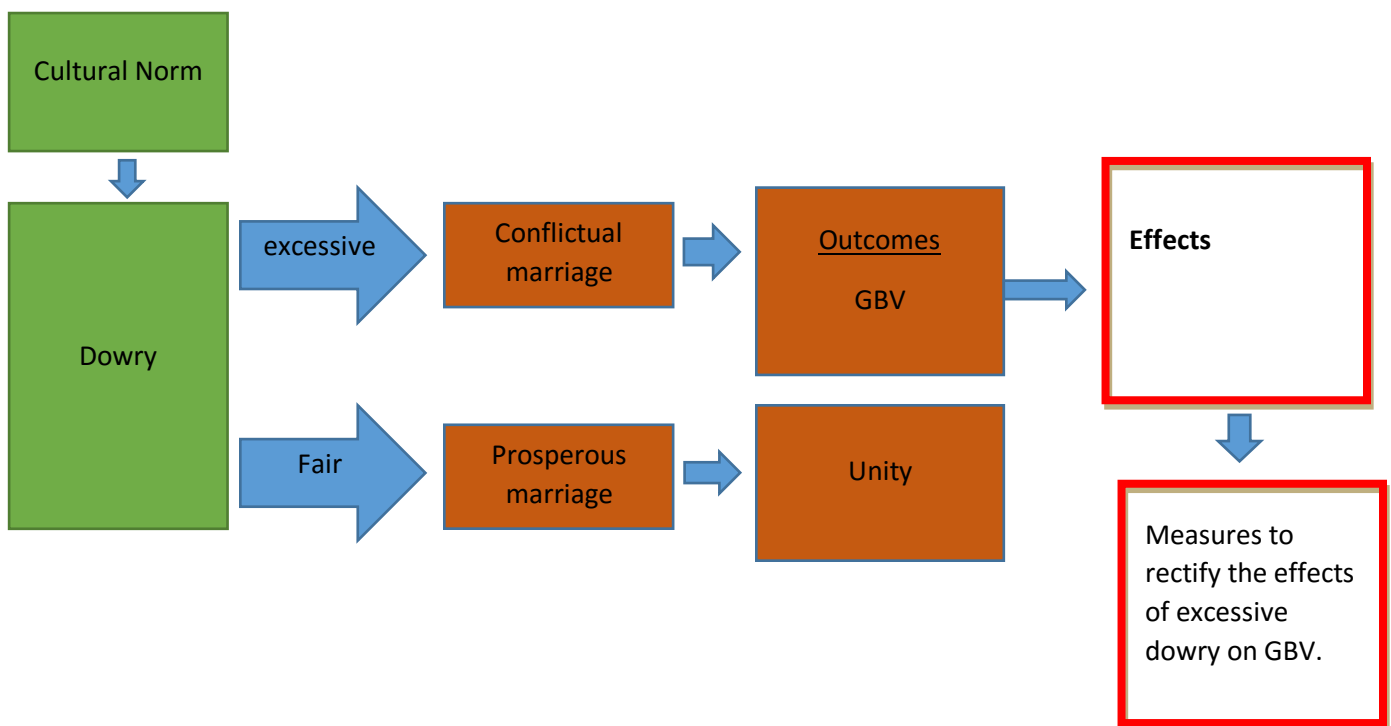 Cultural Norm
Dowry
excessive
Conflictual
marriage
Outcomes
GBV
Effects
Fair
Prosperous
marriage
Unity
Measures to
rectify the effects
of excessive
dowry on GBV.